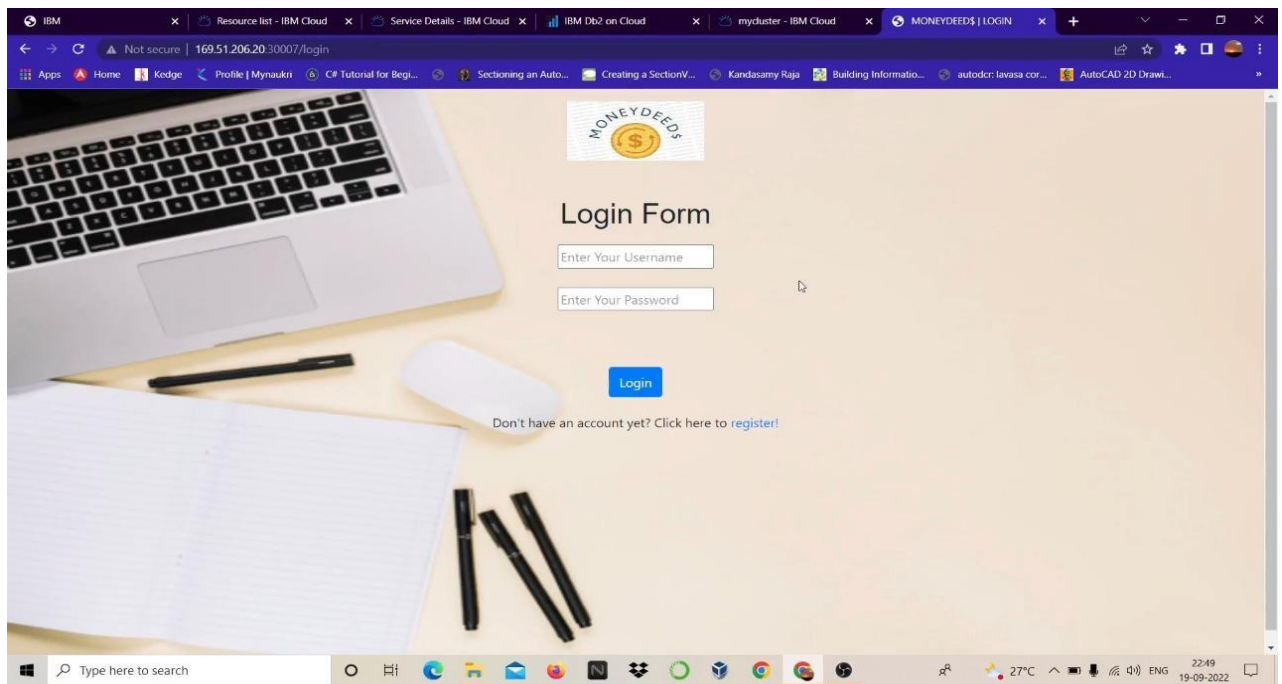 IBM
Resource list - IBM Cloud
Service Details - IBM Cloud
IBM Db2 on Cloud
mycluster - IBM Cloud
MONEYDEED$ | LOGIN
Not secure | 169.51.206.20:30007/login
Apps
Home
Kedge
Profile | Mynaukri
C# Tutorial for Begi...
Sectioning an Auto...
Creating a SectionV...
Kandasamy Raja
Building Informatio...
autodcr: lavasa cor...
AutoCAD 2D Drawi...
MONEYDEED$
Login Form
Enter Your Username
Enter Your Password
Login
Don't have an account yet? Click here to register!
Type here to search
27°C
ENG
22:49
19-09-2022